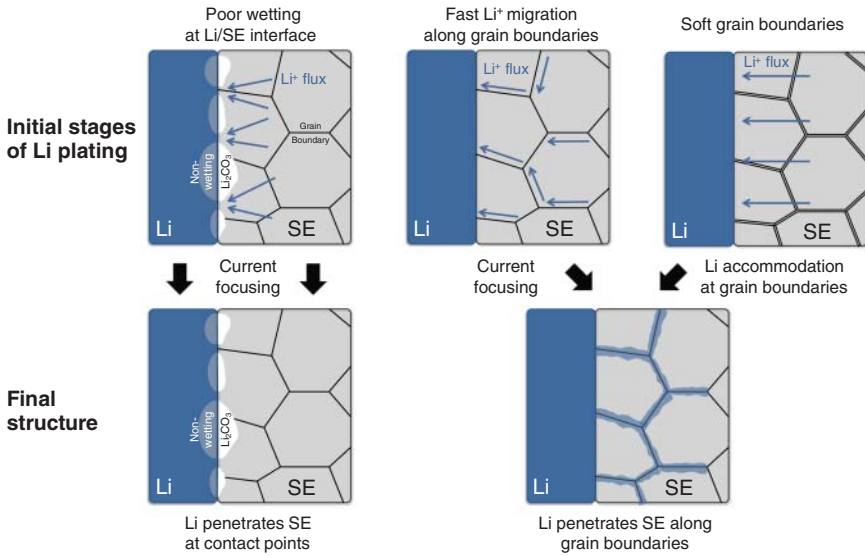 Poor wetting
at Li/SE interface
Fast Li⁺ migration
along grain boundaries
Soft grain boundaries
Initial stages
of Li plating
Li⁺ flux
Grain
Boundary
Non-
wetting
Li₂CO₃
Li
SE
Li⁺ flux
Li
SE
Li⁺ flux
Li
SE
Current
focusing
Current
focusing
Li accommodation
at grain boundaries
Final
structure
Non-
wetting
Li₂CO₃
Li
SE
Li
SE
Li penetrates SE
at contact points
Li penetrates SE along
grain boundaries